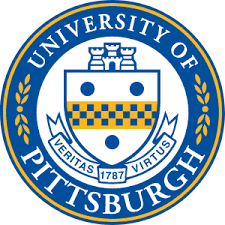 UNIVERSITY OF
PITTSBURGH
VERITAS 1787 VIRTUS